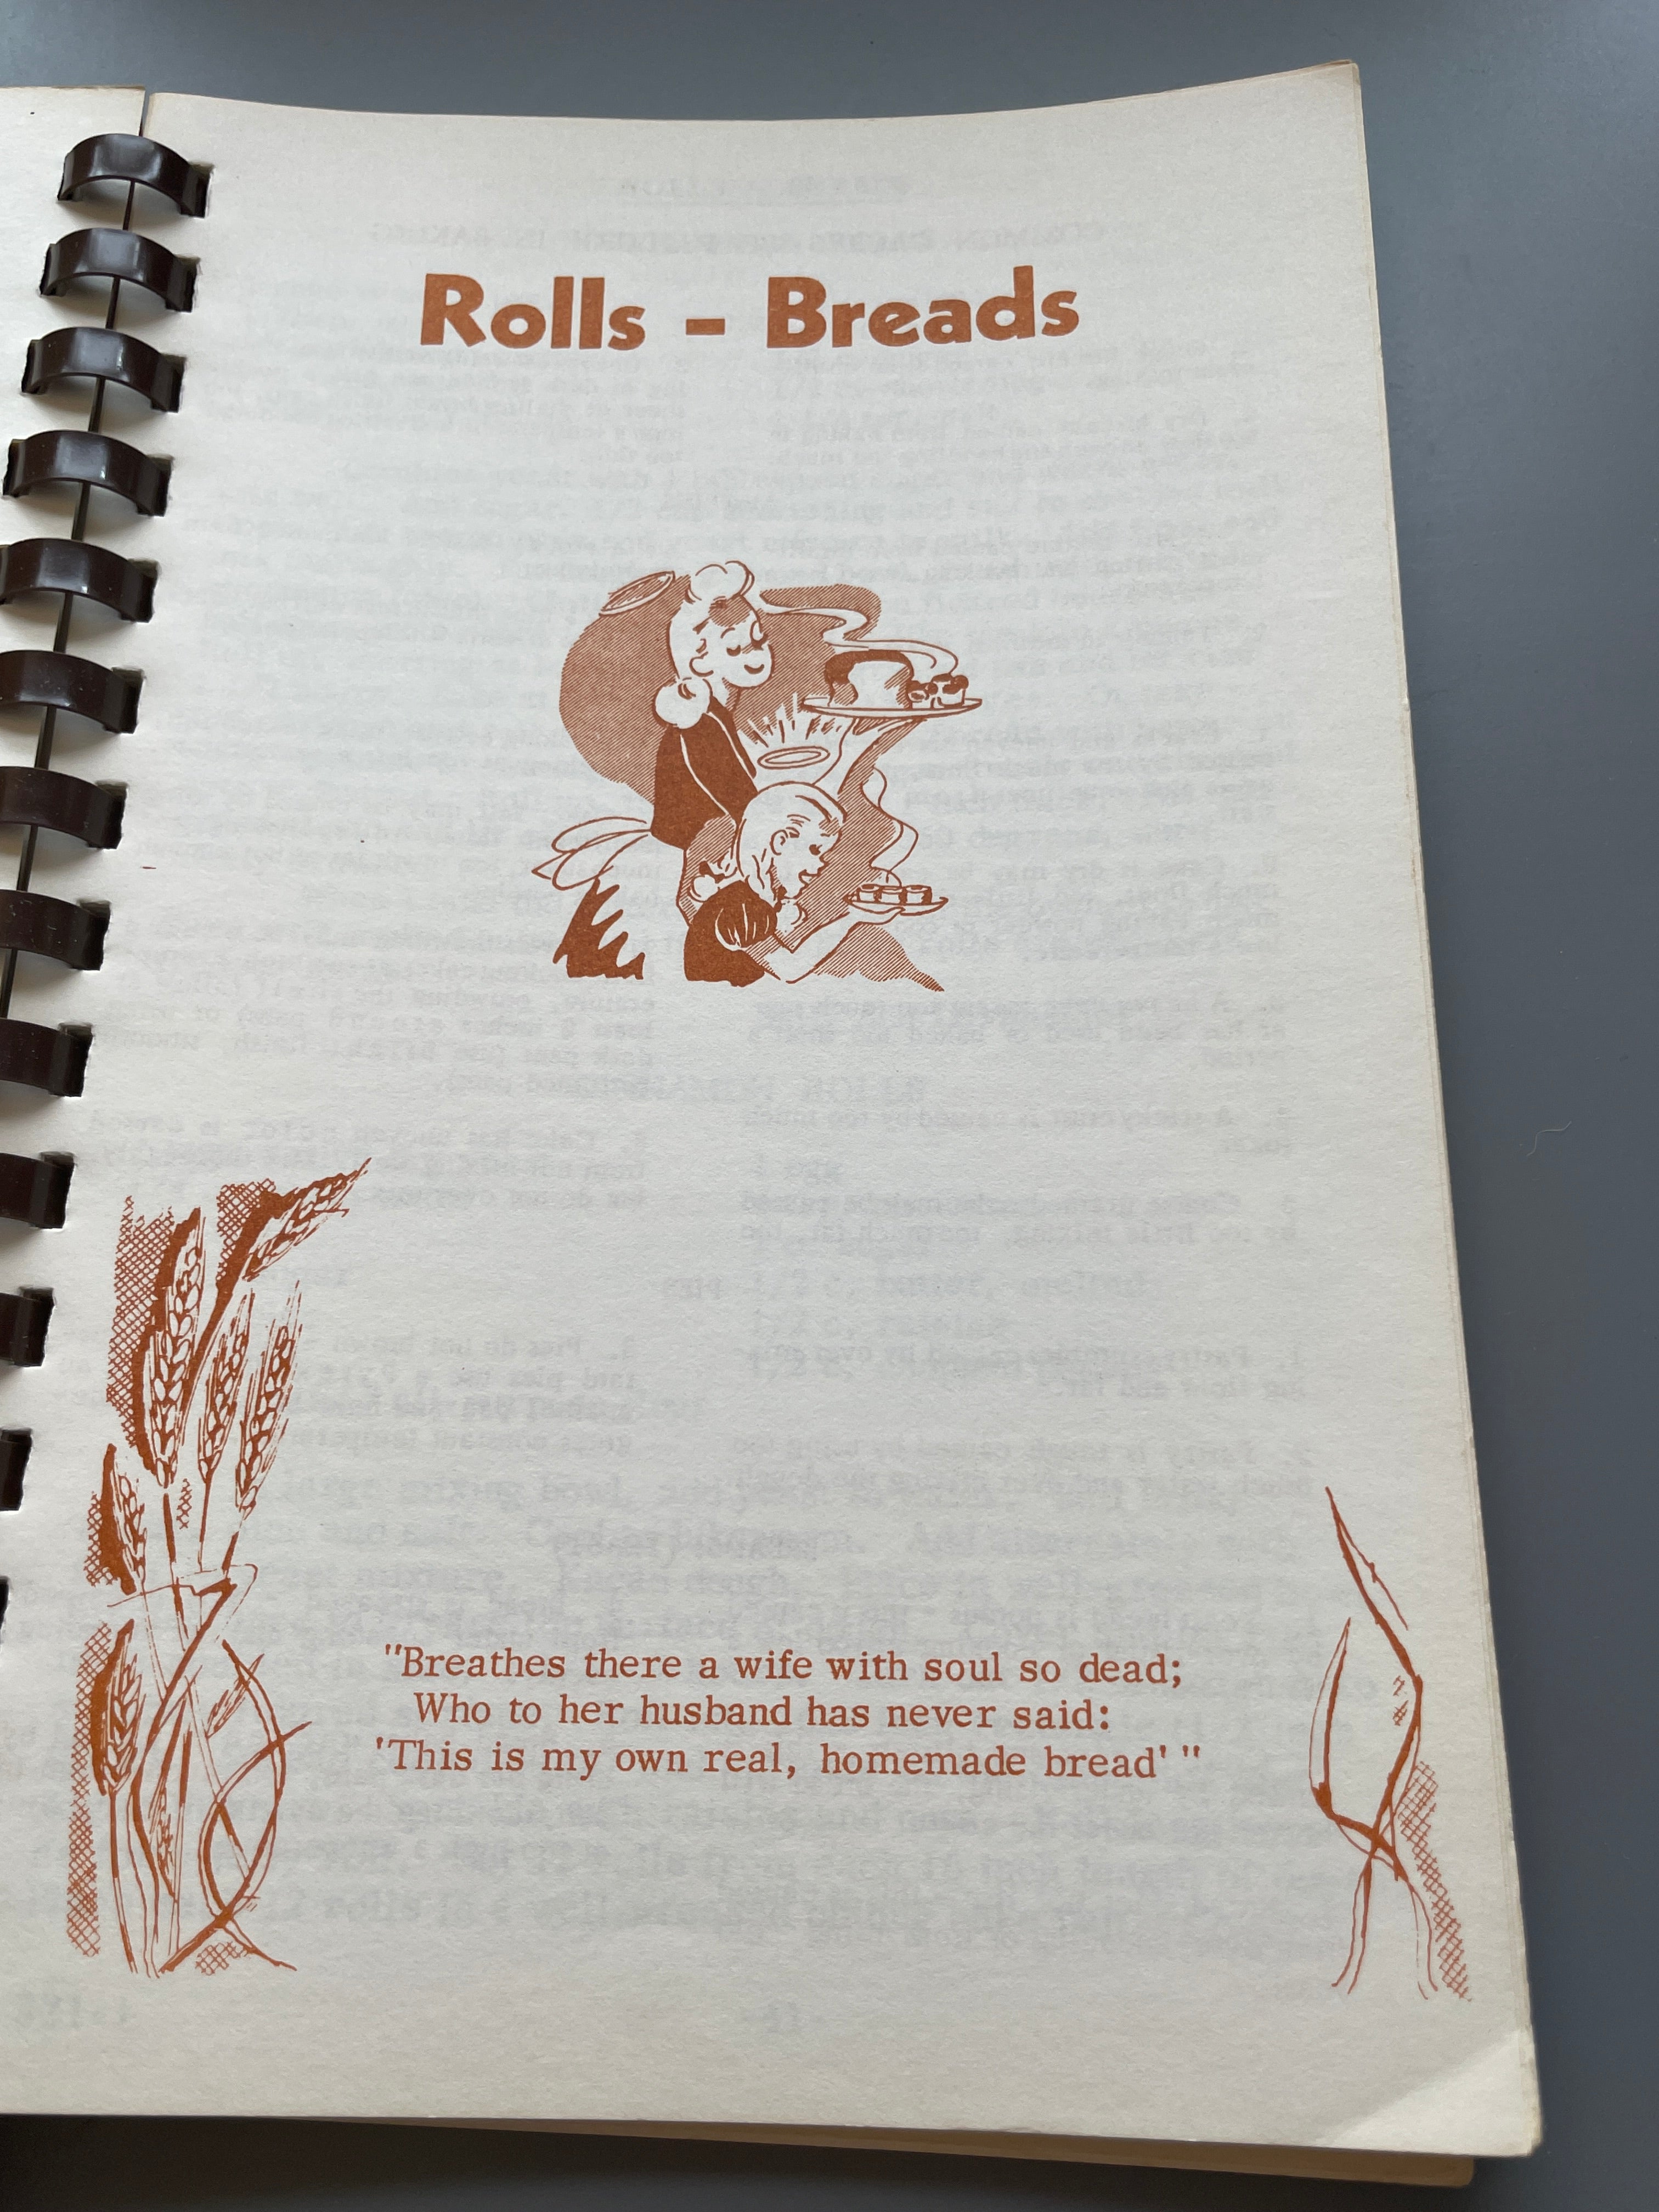 Rolls - Breads
"Breathes there a wife with soul so dead;
Who to her husband has never said:
'This is my own real, homemade bread' "